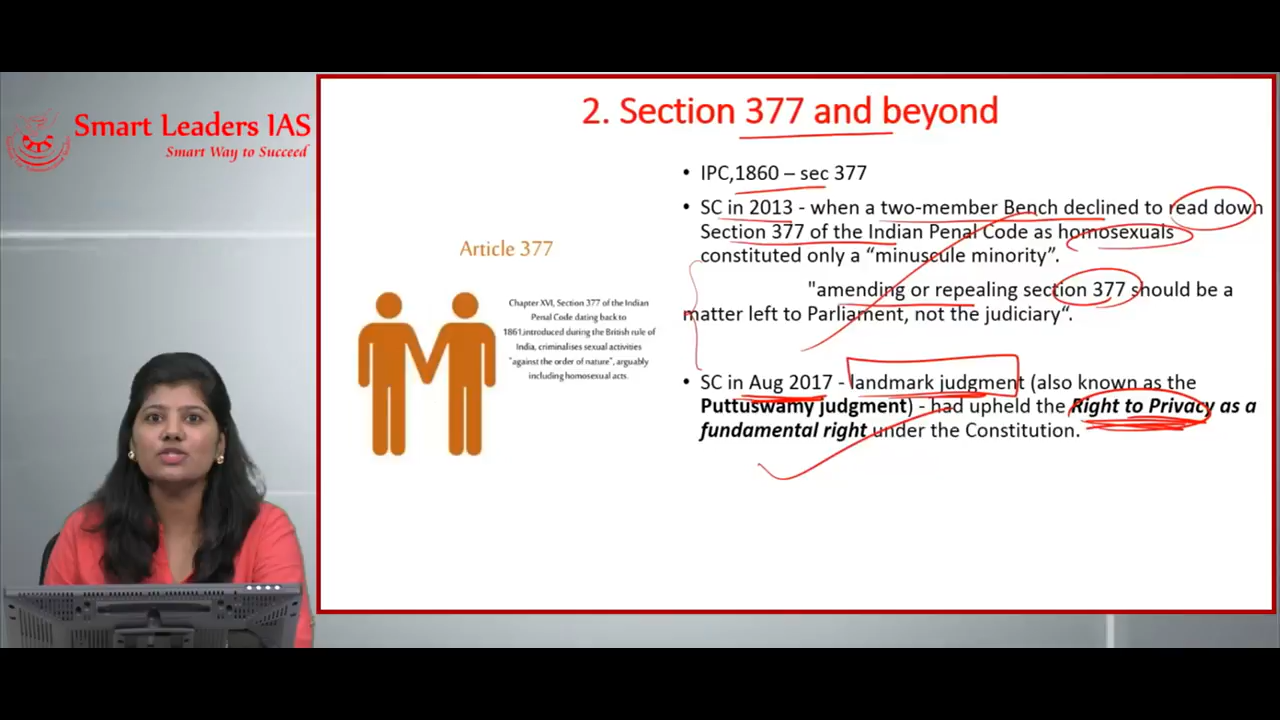 Smart Leaders IAS
Smart Way to Succeed
2. Section 377 and beyond
• IPC,1860 – sec 377
• SC in 2013 - when a two-member Bench declined to read down
Section 377 of the Indian Penal Code as homosexuals
constituted only a “minuscule minority”.
"amending or repealing section 377 should be a
matter left to Parliament, not the judiciary“.
• SC in Aug 2017 - landmark judgment (also known as the
Puttuswamy judgment) - had upheld the Right to Privacy as a
fundamental right under the Constitution.
Article 377
Chapter XVI, Section 377 of the Indian
Penal Code dating back to
1861,introduced during the British rule of
India, criminalises sexual activities
"against the order of nature", arguably
including homosexual acts.